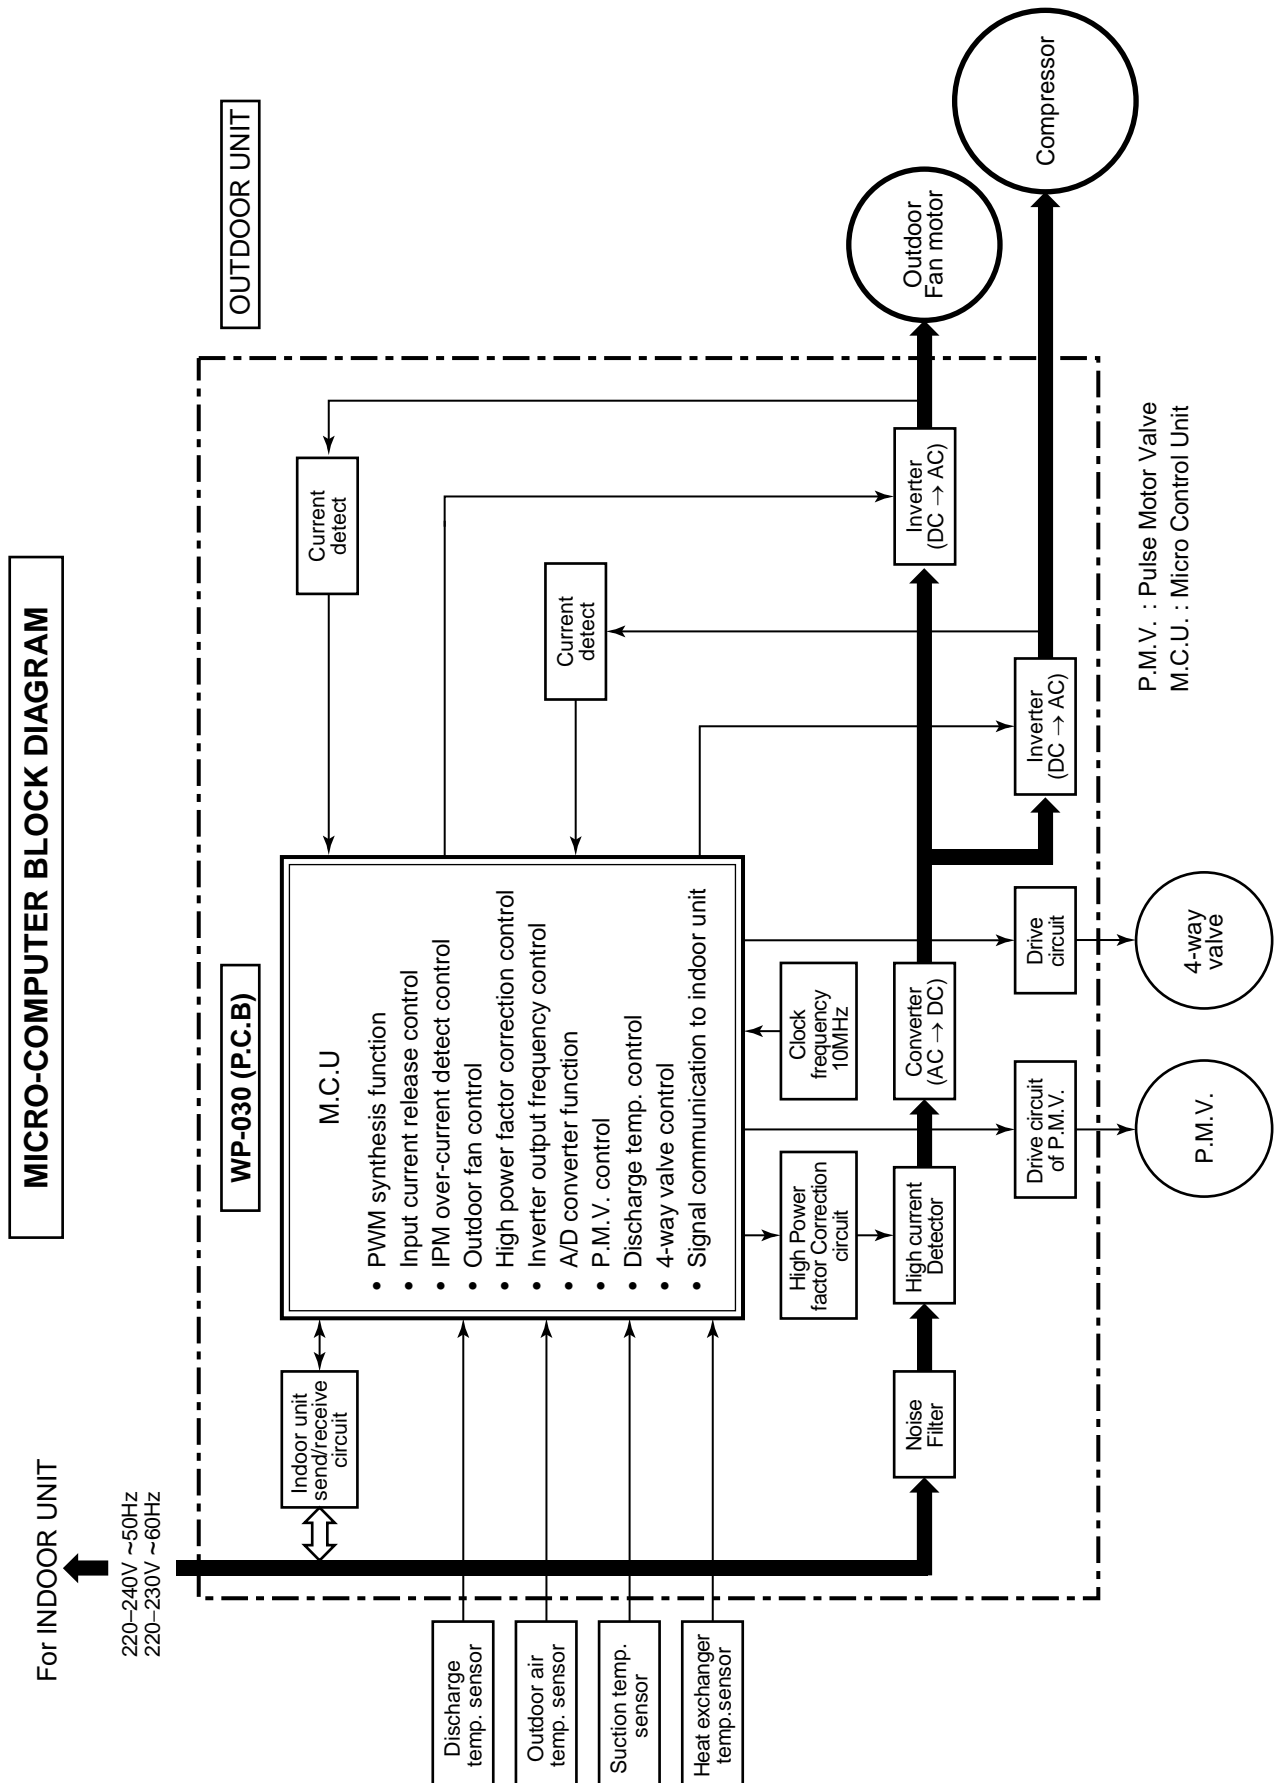 MICRO-COMPUTER BLOCK DIAGRAM
For INDOOR UNIT
220–240V ~50Hz
220–230V ~60Hz
WP-030 (P.C.B)
OUTDOOR UNIT
Indoor unit
send/receive
circuit
M.C.U
• PWM synthesis function
• Input current release control
• IPM over-current detect control
• Outdoor fan control
• High power factor correction control
• Inverter output frequency control
• A/D converter function
• P.M.V. control
• Discharge temp. control
• 4-way valve control
• Signal communication to indoor unit
Current
detect
Current
detect
Discharge
temp. sensor
Outdoor air
temp. sensor
Suction temp.
sensor
Heat exchanger
temp.sensor
High Power
factor Correction
circuit
Clock
frequency
10MHz
Noise
Filter
High current
Detector
Converter
(AC → DC)
Inverter
(DC → AC)
Outdoor
Fan motor
Inverter
(DC → AC)
Compressor
Drive circuit
of P.M.V.
Drive
circuit
P.M.V.
4-way
valve
P.M.V. : Pulse Motor Valve
M.C.U. : Micro Control Unit